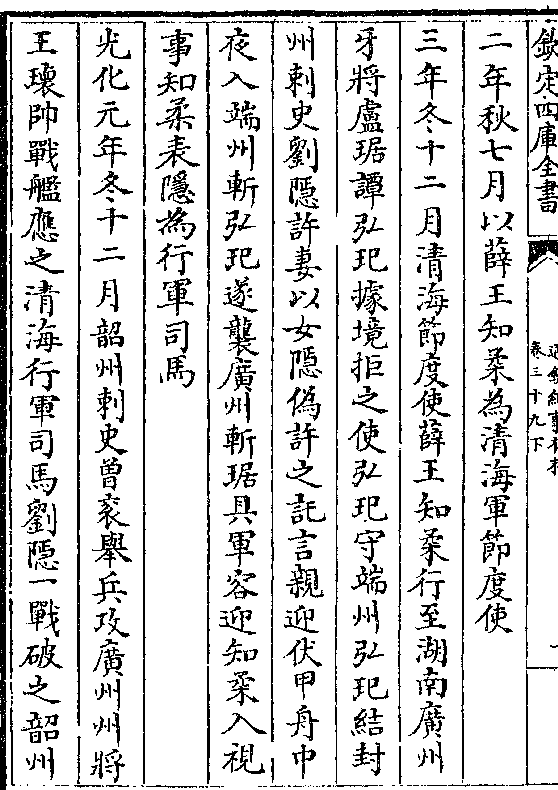 欽定四庫全書
卷三十九下
二年秋七月以薛王知柔為清海軍節度使
三年冬十二月清海節度使薛王知柔行至湖南廣州
牙將盧琚譚弘玘據境拒之使弘玘守端州弘玘結封
州刺史劉隱許妻以女隱偽許之託言親迎伏甲舟中
夜入端州斬弘玘遂襲廣州斬琚具軍容迎知柔入視
事知柔表隱為行軍司馬
光化元年冬十二月韶州刺史曾衮舉兵攻廣州州將
王瓌帥戰艦應之清海行軍司馬劉隱一戰破之韶州